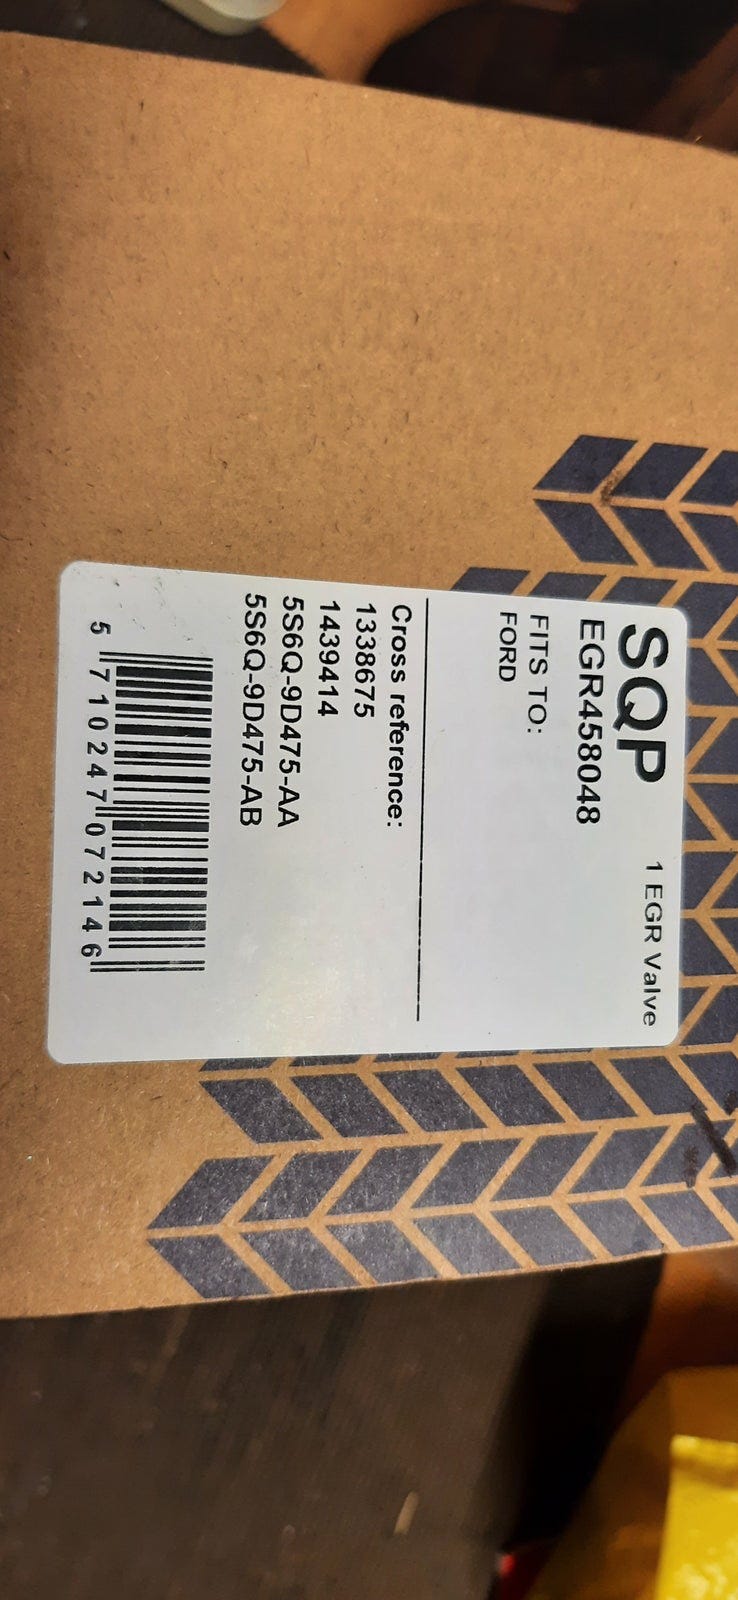 SQP
1 EGR Valve
EGR458048
FITS TO:
FORD
Cross reference:
1338675
1439414
5S6Q-9D475-AA
5S6Q-9D475-AB
5 710247 072146